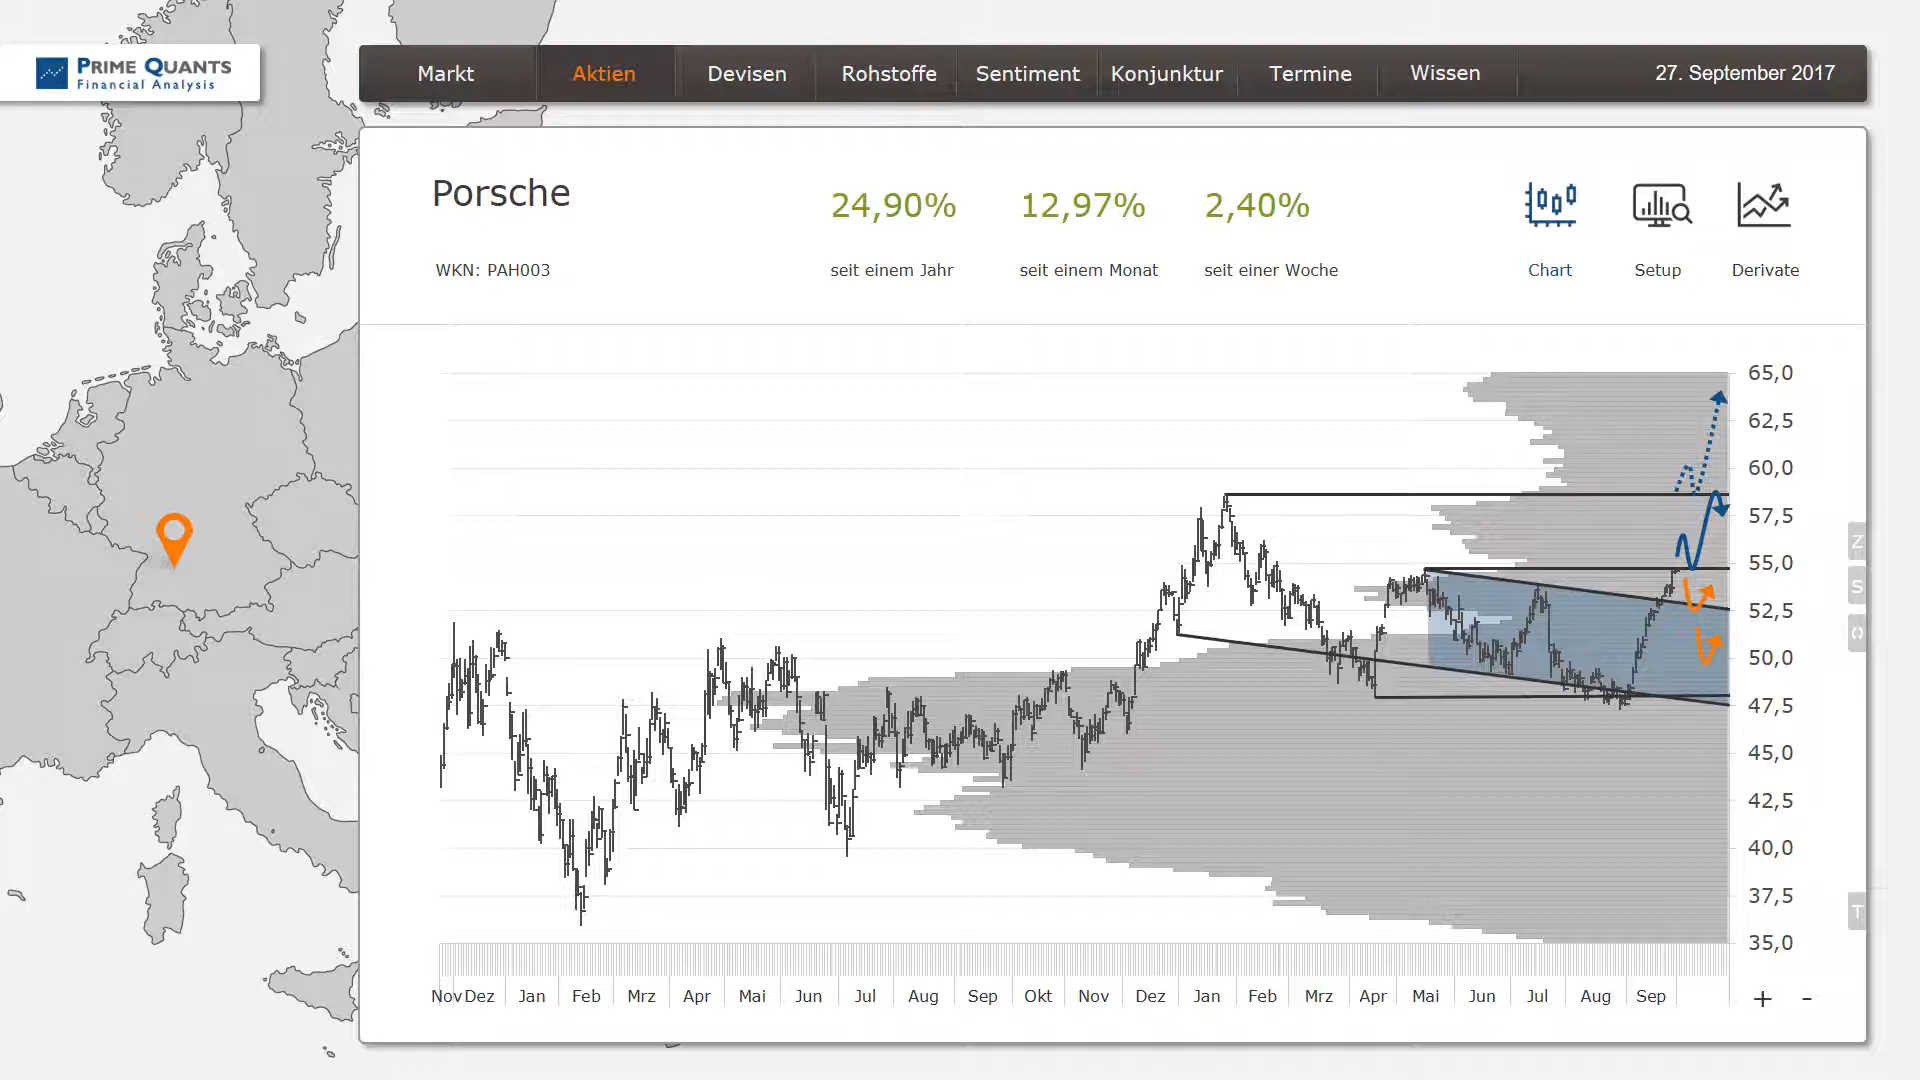 PRIME QUANTS
Financial Analysis
Markt Aktien Devisen Rohstoffe Sentiment Konjunktur Termine Wissen 27. September 2017
Porsche
24,90% 12,97% 2,40%
WKN: PAH003 seit einem Jahr seit einem Monat seit einer Woche Chart Setup Derivate
65,0
62,5
60,0
57,5
55,0
52,5
50,0
47,5
45,0
42,5
40,0
37,5
35,0
Z
S
O
T
Nov Dez Jan Feb Mrz Apr Mai Jun Jul Aug Sep Okt Nov Dez Jan Feb Mrz Apr Mai Jun Jul Aug Sep + -